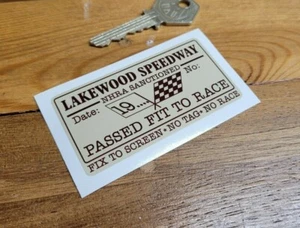 LAKEWOOD SPEEDWAY
NHRA SANCTIONED
Date: 19.... No:
PASSED FIT TO RACE
FIX TO SCREEN • NO TAG • NO RACE